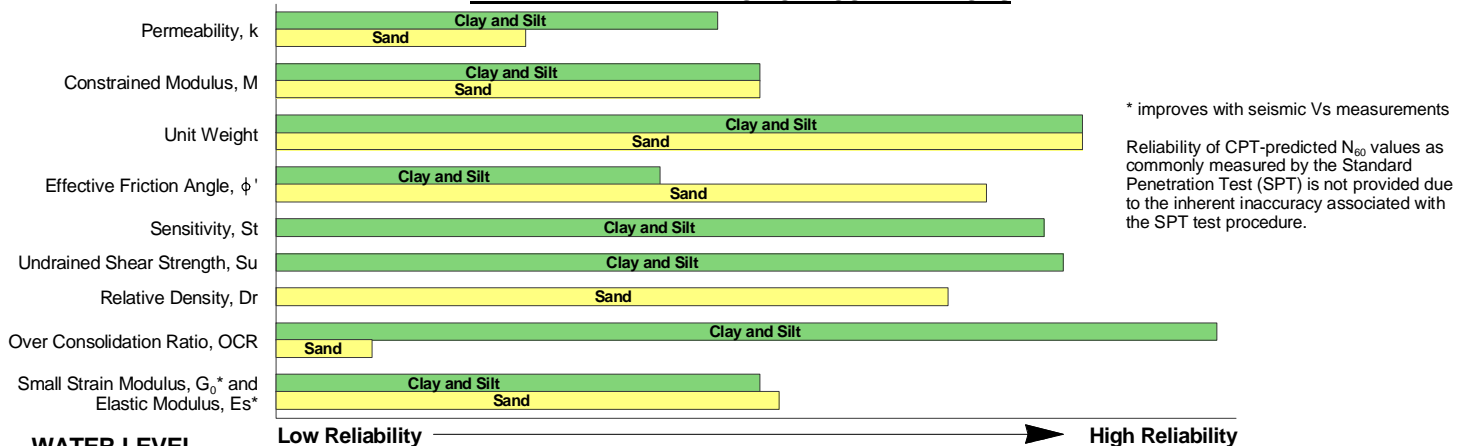 Permeability, k
Clay and Silt
Sand
Constrained Modulus, M
Clay and Silt
Sand
Unit Weight
Clay and Silt
Sand
Effective Friction Angle, ϕ'
Clay and Silt
Sand
Sensitivity, St
Clay and Silt
Undrained Shear Strength, Su
Clay and Silt
Relative Density, Dr
Sand
Over Consolidation Ratio, OCR
Clay and Silt
Sand
Small Strain Modulus, G₀* and
Elastic Modulus, Es*
Clay and Silt
Sand
* improves with seismic Vs measurements
Reliability of CPT-predicted N₆₀ values as
commonly measured by the Standard
Penetration Test (SPT) is not provided due
to the inherent inaccuracy associated with
the SPT test procedure.
Low Reliability
High Reliability
WATER LEVEL